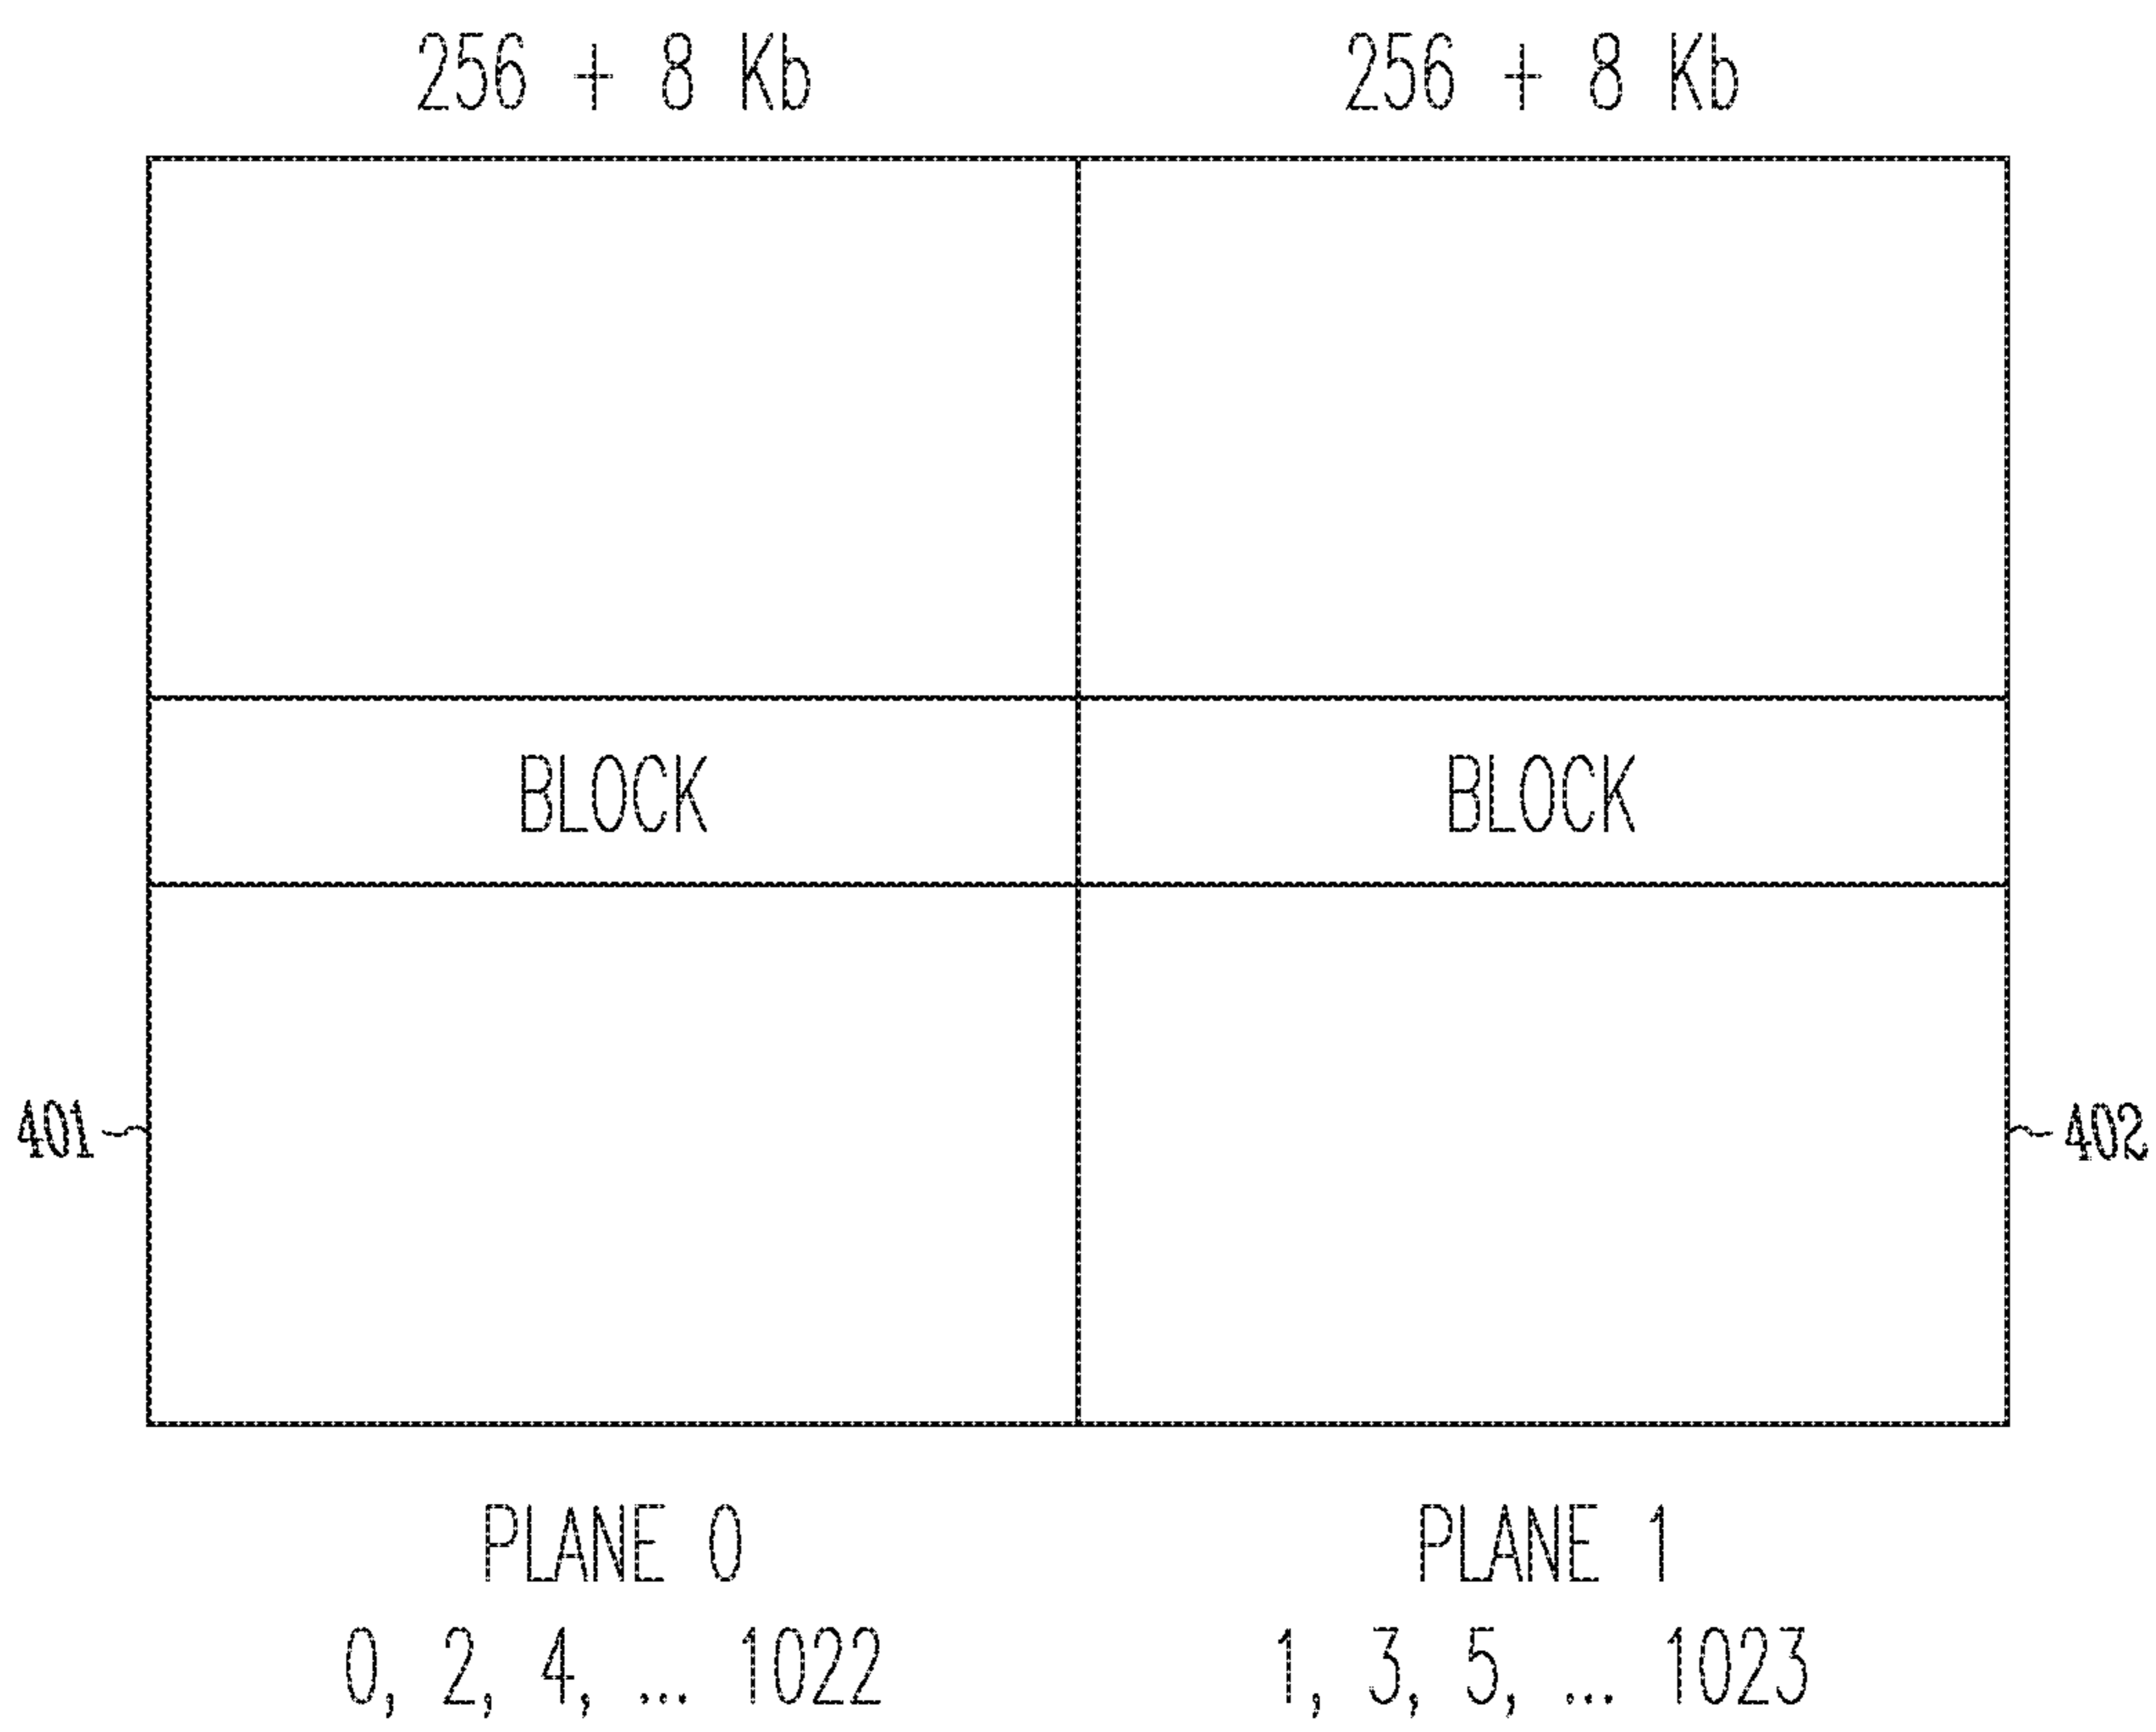 256 + 8 Kb 256 + 8 Kb
BLOCK BLOCK
401 402
PLANE 0 PLANE 1
0, 2, 4, ... 1022 1, 3, 5, ... 1023